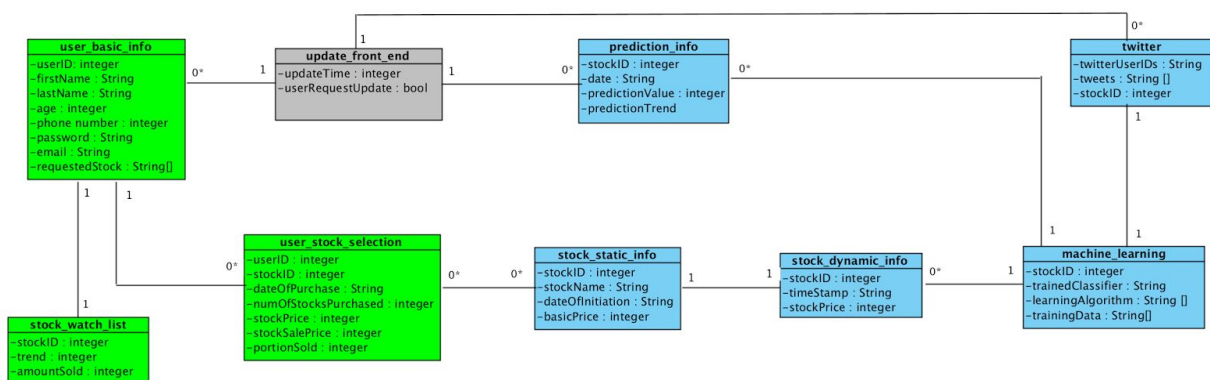 user_basic_info
-userID: integer
-firstName : String
-lastName : String
-age : integer
-phone number : integer
-password : String
-email : String
-requestedStock : String[]
0*
1
update_front_end
-updateTime : integer
-userRequestUpdate : bool
1
1
0*
prediction_info
-stockID : integer
-date : String
-predictionValue : integer
-predictionTrend
0*
0*
twitter
-twitterUserIDs : String
-tweets : String []
-stockID : integer
1
1
1
1
1
user_stock_selection
-userID : integer
-stockID : integer
-dateOfPurchase : String
-numOfStocksPurchased : integer
-stockPrice : integer
-stockSalePrice : integer
-portionSold : integer
0*
0*
0*
stock_static_info
-stockID : integer
-stockName : String
-dateOfInitiation : String
-basicPrice : integer
1
1
stock_dynamic_info
-stockID : integer
-timeStamp : String
-stockPrice : integer
0*
1
machine_learning
-stockID : integer
-trainedClassifier : String
-learningAlgorithm : String []
-trainingData : String[]
1
stock_watch_list
-stockID : integer
-trend : integer
-amountSold : integer